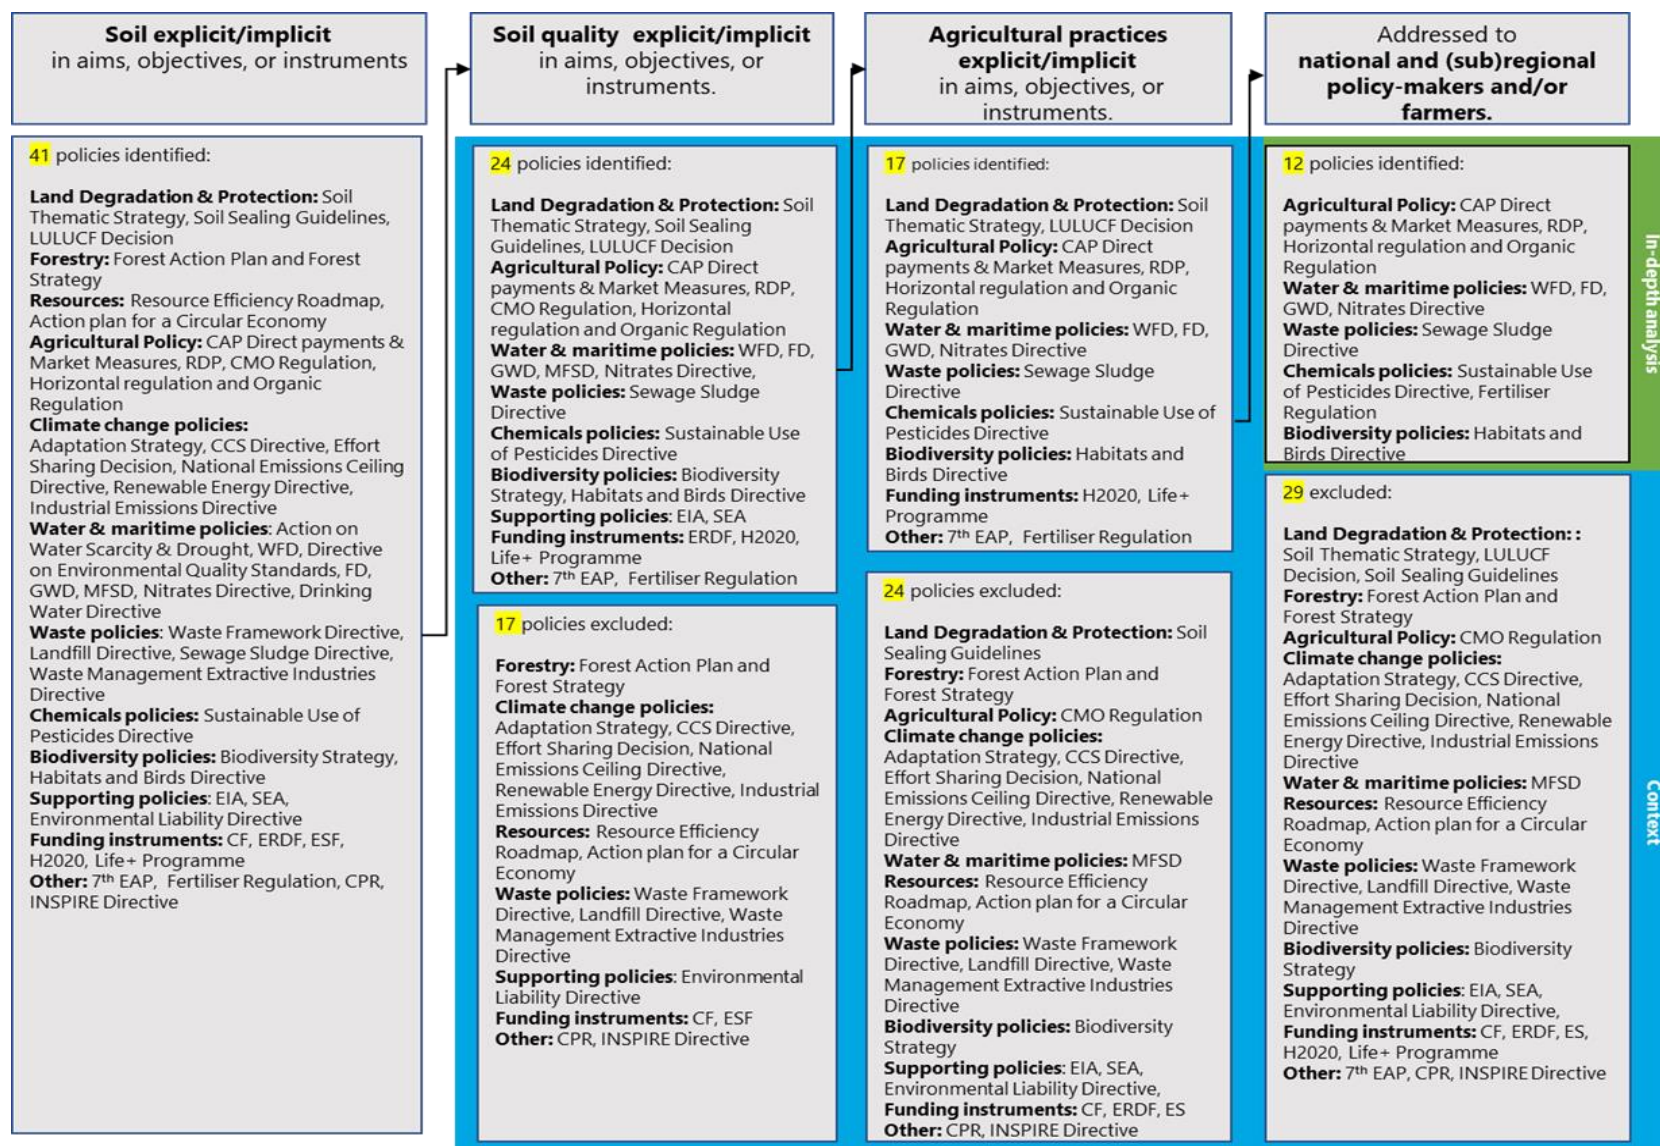 Soil explicit/implicit
in aims, objectives, or instruments
41 policies identified:
Land Degradation & Protection: Soil
Thematic Strategy, Soil Sealing Guidelines,
LULUCF Decision
Forestry: Forest Action Plan and Forest
Strategy
Resources: Resource Efficiency Roadmap,
Action plan for a Circular Economy
Agricultural Policy: CAP Direct payments &
Market Measures, RDP, CMO Regulation,
Horizontal regulation and Organic
Regulation
Climate change policies:
Adaptation Strategy, CCS Directive, Effort
Sharing Decision, National Emissions Ceiling
Directive, Renewable Energy Directive,
Industrial Emissions Directive
Water & maritime policies: Action on
Water Scarcity & Drought, WFD, Directive
on Environmental Quality Standards, FD,
GWD, MFSD, Nitrates Directive, Drinking
Water Directive
Waste policies: Waste Framework Directive,
Landfill Directive, Sewage Sludge Directive,
Waste Management Extractive Industries
Directive
Chemicals policies: Sustainable Use of
Pesticides Directive
Biodiversity policies: Biodiversity Strategy,
Habitats and Birds Directive
Supporting policies: EIA, SEA,
Environmental Liability Directive
Funding instruments: CF, ERDF, ESF,
H2020, Life+ Programme
Other: 7th EAP, Fertiliser Regulation, CPR,
INSPIRE Directive
Soil quality explicit/implicit
in aims, objectives, or
instruments.
24 policies identified:
Land Degradation & Protection: Soil
Thematic Strategy, Soil Sealing
Guidelines, LULUCF Decision
Agricultural Policy: CAP Direct
payments & Market Measures, RDP,
CMO Regulation, Horizontal
regulation and Organic Regulation
Water & maritime policies: WFD, FD,
GWD, MFSD, Nitrates Directive,
Waste policies: Sewage Sludge
Directive
Chemicals policies: Sustainable Use
of Pesticides Directive
Biodiversity policies: Biodiversity
Strategy, Habitats and Birds Directive
Supporting policies: EIA, SEA
Funding instruments: ERDF, H2020,
Life+ Programme
Other: 7th EAP, Fertiliser Regulation
17 policies excluded:
Forestry: Forest Action Plan and
Forest Strategy
Climate change policies:
Adaptation Strategy, CCS Directive,
Effort Sharing Decision, National
Emissions Ceiling Directive,
Renewable Energy Directive, Industrial
Emissions Directive
Resources: Resource Efficiency
Roadmap, Action plan for a Circular
Economy
Waste policies: Waste Framework
Directive, Landfill Directive, Waste
Management Extractive Industries
Directive
Supporting policies: Environmental
Liability Directive
Funding instruments: CF, ESF
Other: CPR, INSPIRE Directive
Agricultural practices
explicit/implicit
in aims, objectives, or
instruments.
17 policies identified:
Land Degradation & Protection: Soil
Thematic Strategy, LULUCF Decision
Agricultural Policy: CAP Direct
payments & Market Measures, RDP,
Horizontal regulation and Organic
Regulation
Water & maritime policies: WFD, FD,
GWD, Nitrates Directive
Waste policies: Sewage Sludge
Directive
Chemicals policies: Sustainable Use of
Pesticides Directive
Biodiversity policies: Habitats and
Birds Directive
Funding instruments: H2020, Life+
Programme
Other: 7th EAP, Fertiliser Regulation
24 policies excluded:
Land Degradation & Protection: Soil
Sealing Guidelines
Forestry: Forest Action Plan and
Forest Strategy
Agricultural Policy: CMO Regulation
Climate change policies:
Adaptation Strategy, CCS Directive,
Effort Sharing Decision, National
Emissions Ceiling Directive, Renewable
Energy Directive, Industrial Emissions
Directive
Water & maritime policies: MFSD
Resources: Resource Efficiency
Roadmap, Action plan for a Circular
Economy
Waste policies: Waste Framework
Directive, Landfill Directive, Waste
Management Extractive Industries
Directive
Biodiversity policies: Biodiversity
Strategy
Supporting policies: EIA, SEA,
Environmental Liability Directive,
Funding instruments: CF, ERDF, ES
Other: CPR, INSPIRE Directive
Addressed to
national and (sub)regional
policy-makers and/or
farmers.
12 policies identified:
Agricultural Policy: CAP Direct
payments & Market Measures, RDP,
Horizontal regulation and Organic
Regulation
Water & maritime policies: WFD, FD,
GWD, Nitrates Directive
Waste policies: Sewage Sludge
Directive
Chemicals policies: Sustainable Use
of Pesticides Directive, Fertiliser
Regulation
Biodiversity policies: Habitats and
Birds Directive
In-depth analysis
29 excluded:
Land Degradation & Protection: :
Soil Thematic Strategy, LULUCF
Decision, Soil Sealing Guidelines
Forestry: Forest Action Plan and
Forest Strategy
Agricultural Policy: CMO Regulation
Climate change policies:
Adaptation Strategy, CCS Directive,
Effort Sharing Decision, National
Emissions Ceiling Directive, Renewable
Energy Directive, Industrial Emissions
Directive
Water & maritime policies: MFSD
Resources: Resource Efficiency
Roadmap, Action plan for a Circular
Economy
Waste policies: Waste Framework
Directive, Landfill Directive, Waste
Management Extractive Industries
Directive
Biodiversity policies: Biodiversity
Strategy
Supporting policies: EIA, SEA,
Environmental Liability Directive,
Funding instruments: CF, ERDF, ES,
H2020, Life+ Programme
Other: 7th EAP, CPR, INSPIRE Directive
Context